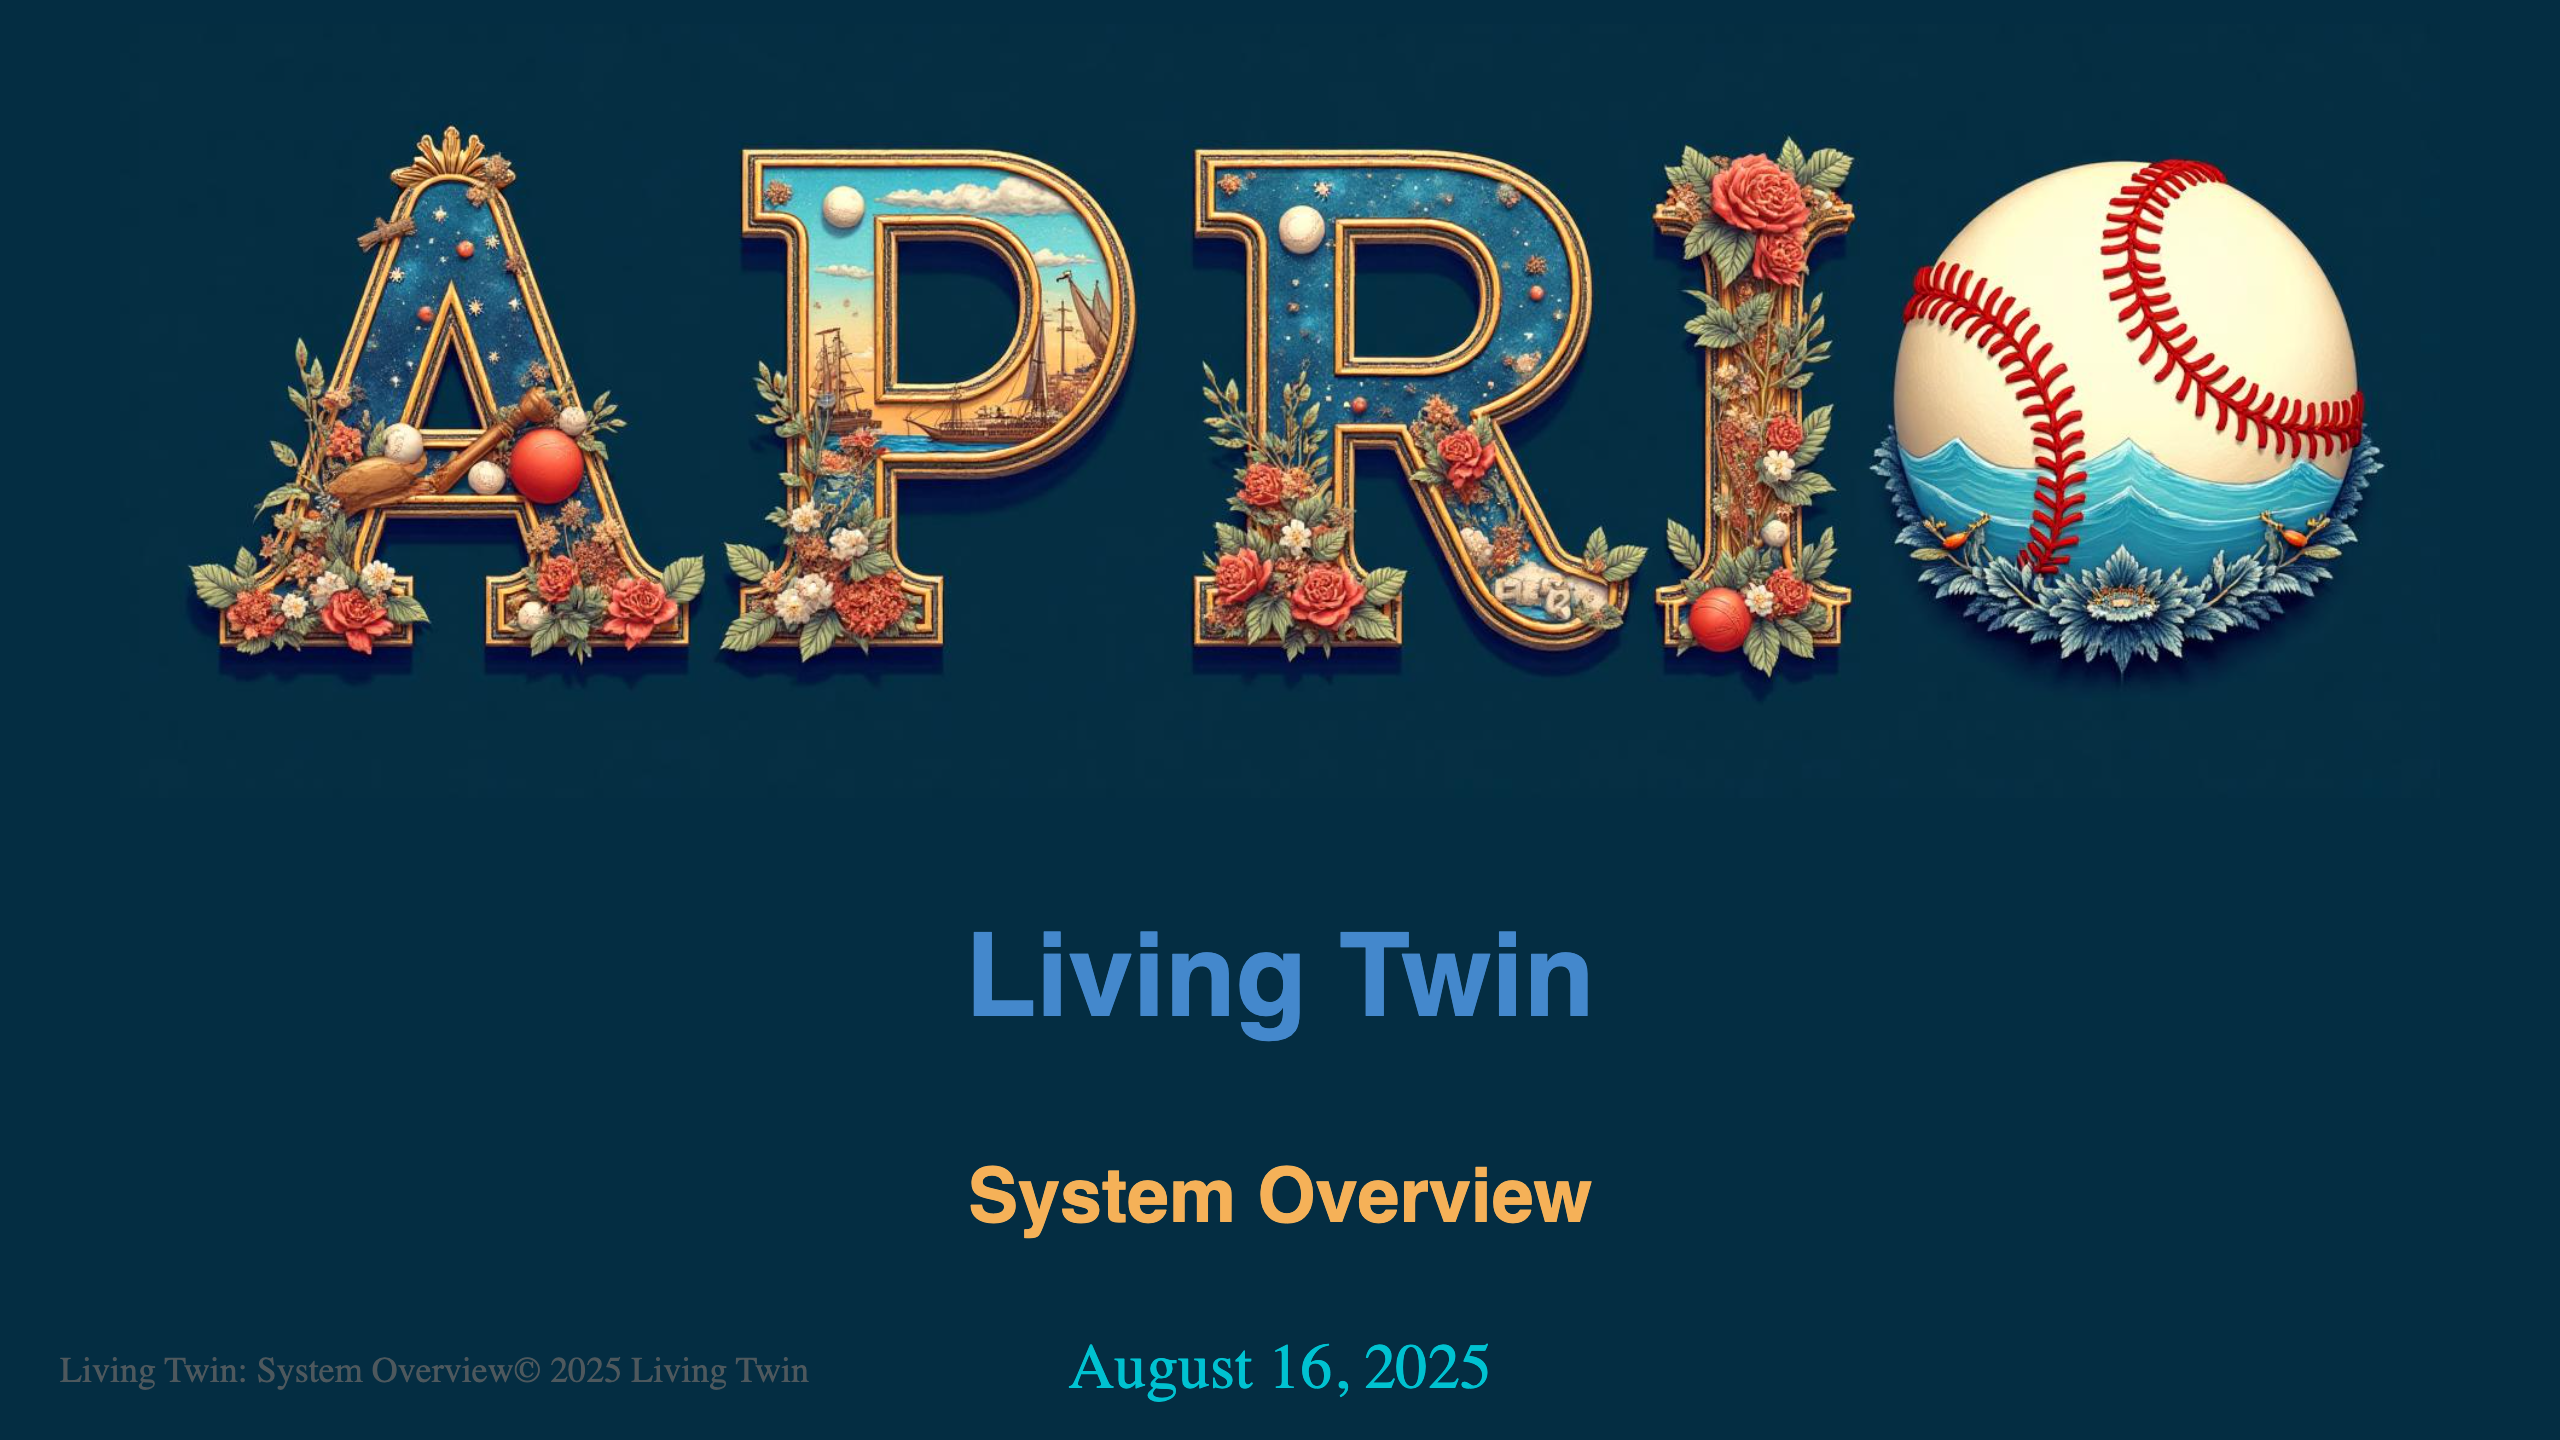 APRIO
Living Twin
System Overview
August 16, 2025
Living Twin: System Overview© 2025 Living Twin